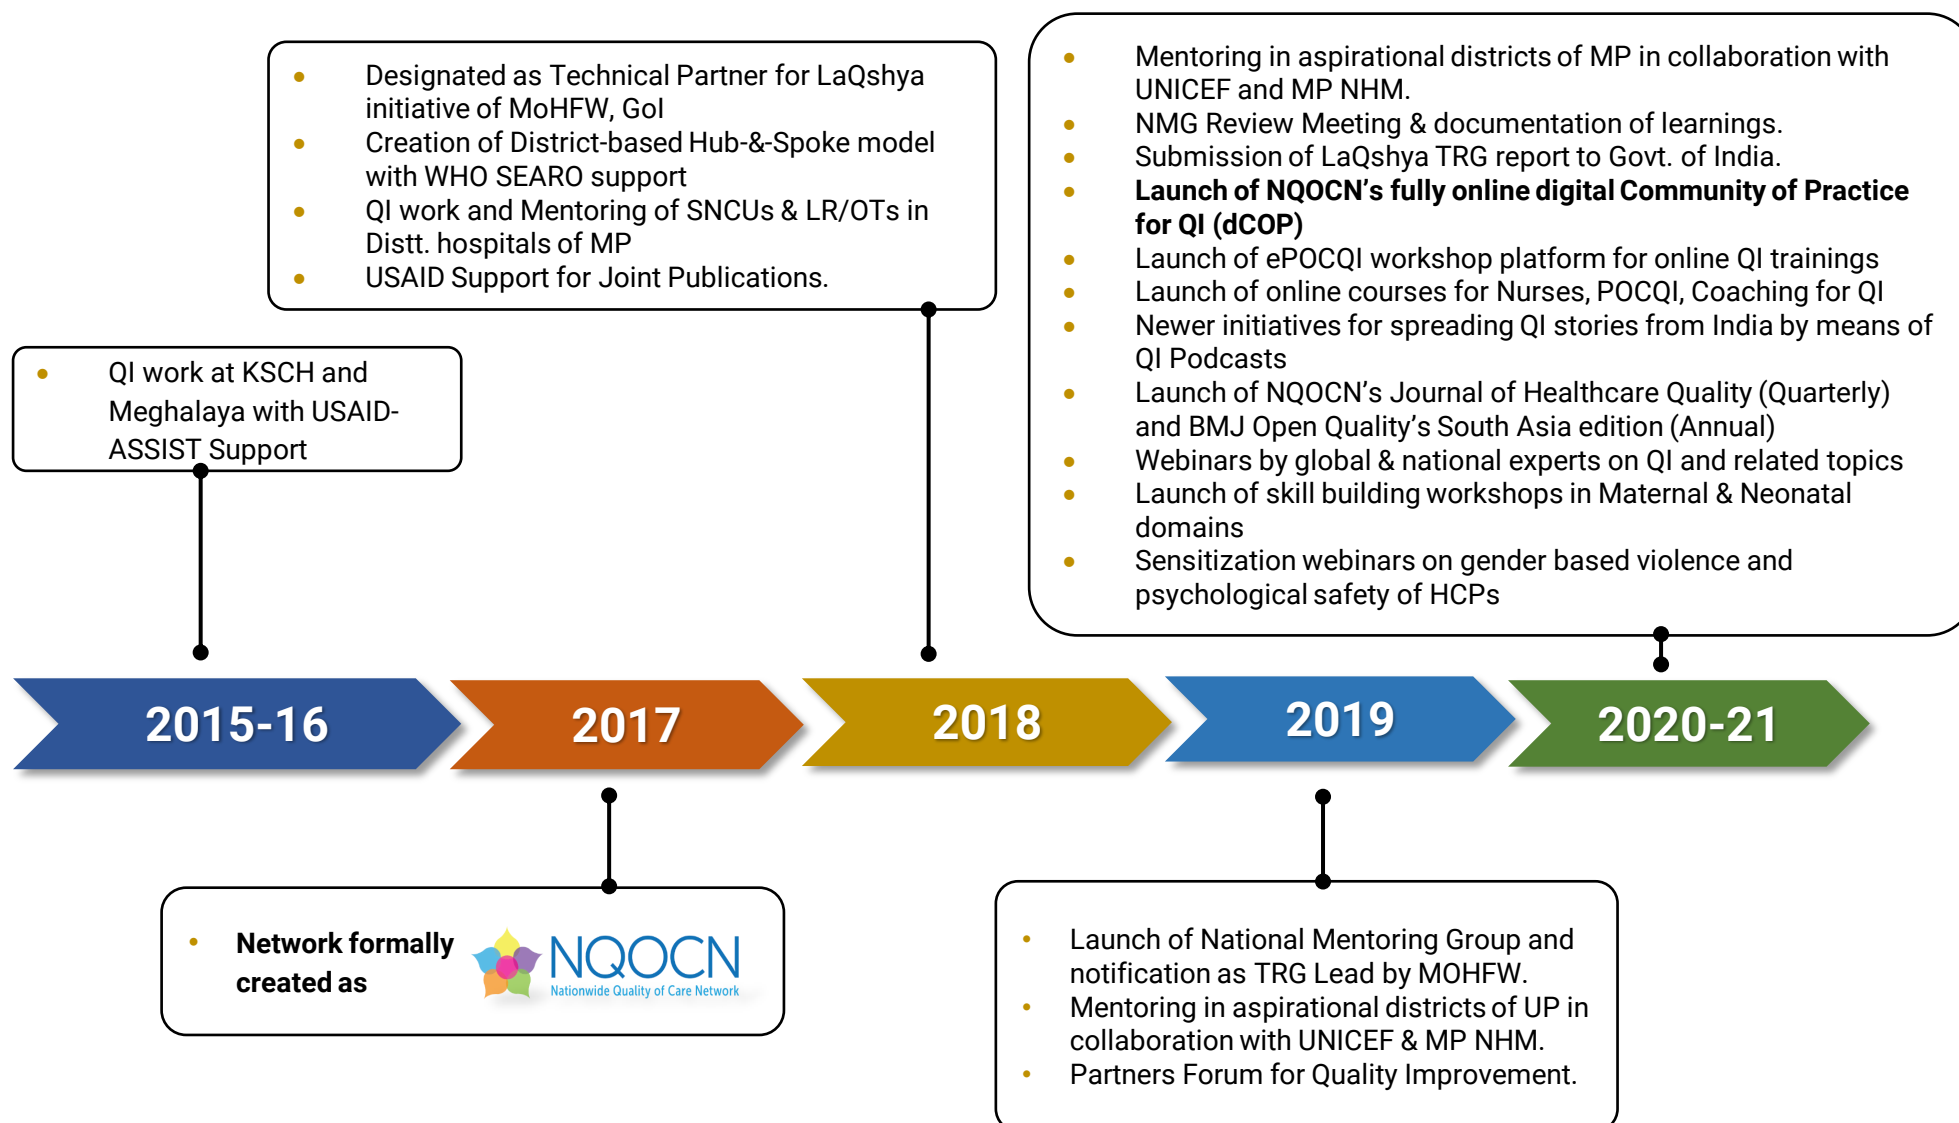 • Designated as Technical Partner for LaQshya
initiative of MoHFW, GoI
• Creation of District-based Hub-&-Spoke model
with WHO SEARO support
• QI work and Mentoring of SNCUs & LR/OTs in
Distt. hospitals of MP
• USAID Support for Joint Publications.
• Mentoring in aspirational districts of MP in collaboration with
UNICEF and MP NHM.
• NMG Review Meeting & documentation of learnings.
• Submission of LaQshya TRG report to Govt. of India.
• Launch of NQOCN’s fully online digital Community of Practice
for QI (dCOP)
• Launch of ePOCQI workshop platform for online QI trainings
• Launch of online courses for Nurses, POCQI, Coaching for QI
• Newer initiatives for spreading QI stories from India by means of
QI Podcasts
• Launch of NQOCN’s Journal of Healthcare Quality (Quarterly)
and BMJ Open Quality’s South Asia edition (Annual)
• Webinars by global & national experts on QI and related topics
• Launch of skill building workshops in Maternal & Neonatal
domains
• Sensitization webinars on gender based violence and
psychological safety of HCPs
• QI work at KSCH and
Meghalaya with USAID-
ASSIST Support
2015-16
2017
2018
2019
2020-21
• Network formally
created as
NQOCN
Nationwide Quality of Care Network
• Launch of National Mentoring Group and
notification as TRG Lead by MOHFW.
• Mentoring in aspirational districts of UP in
collaboration with UNICEF & MP NHM.
• Partners Forum for Quality Improvement.